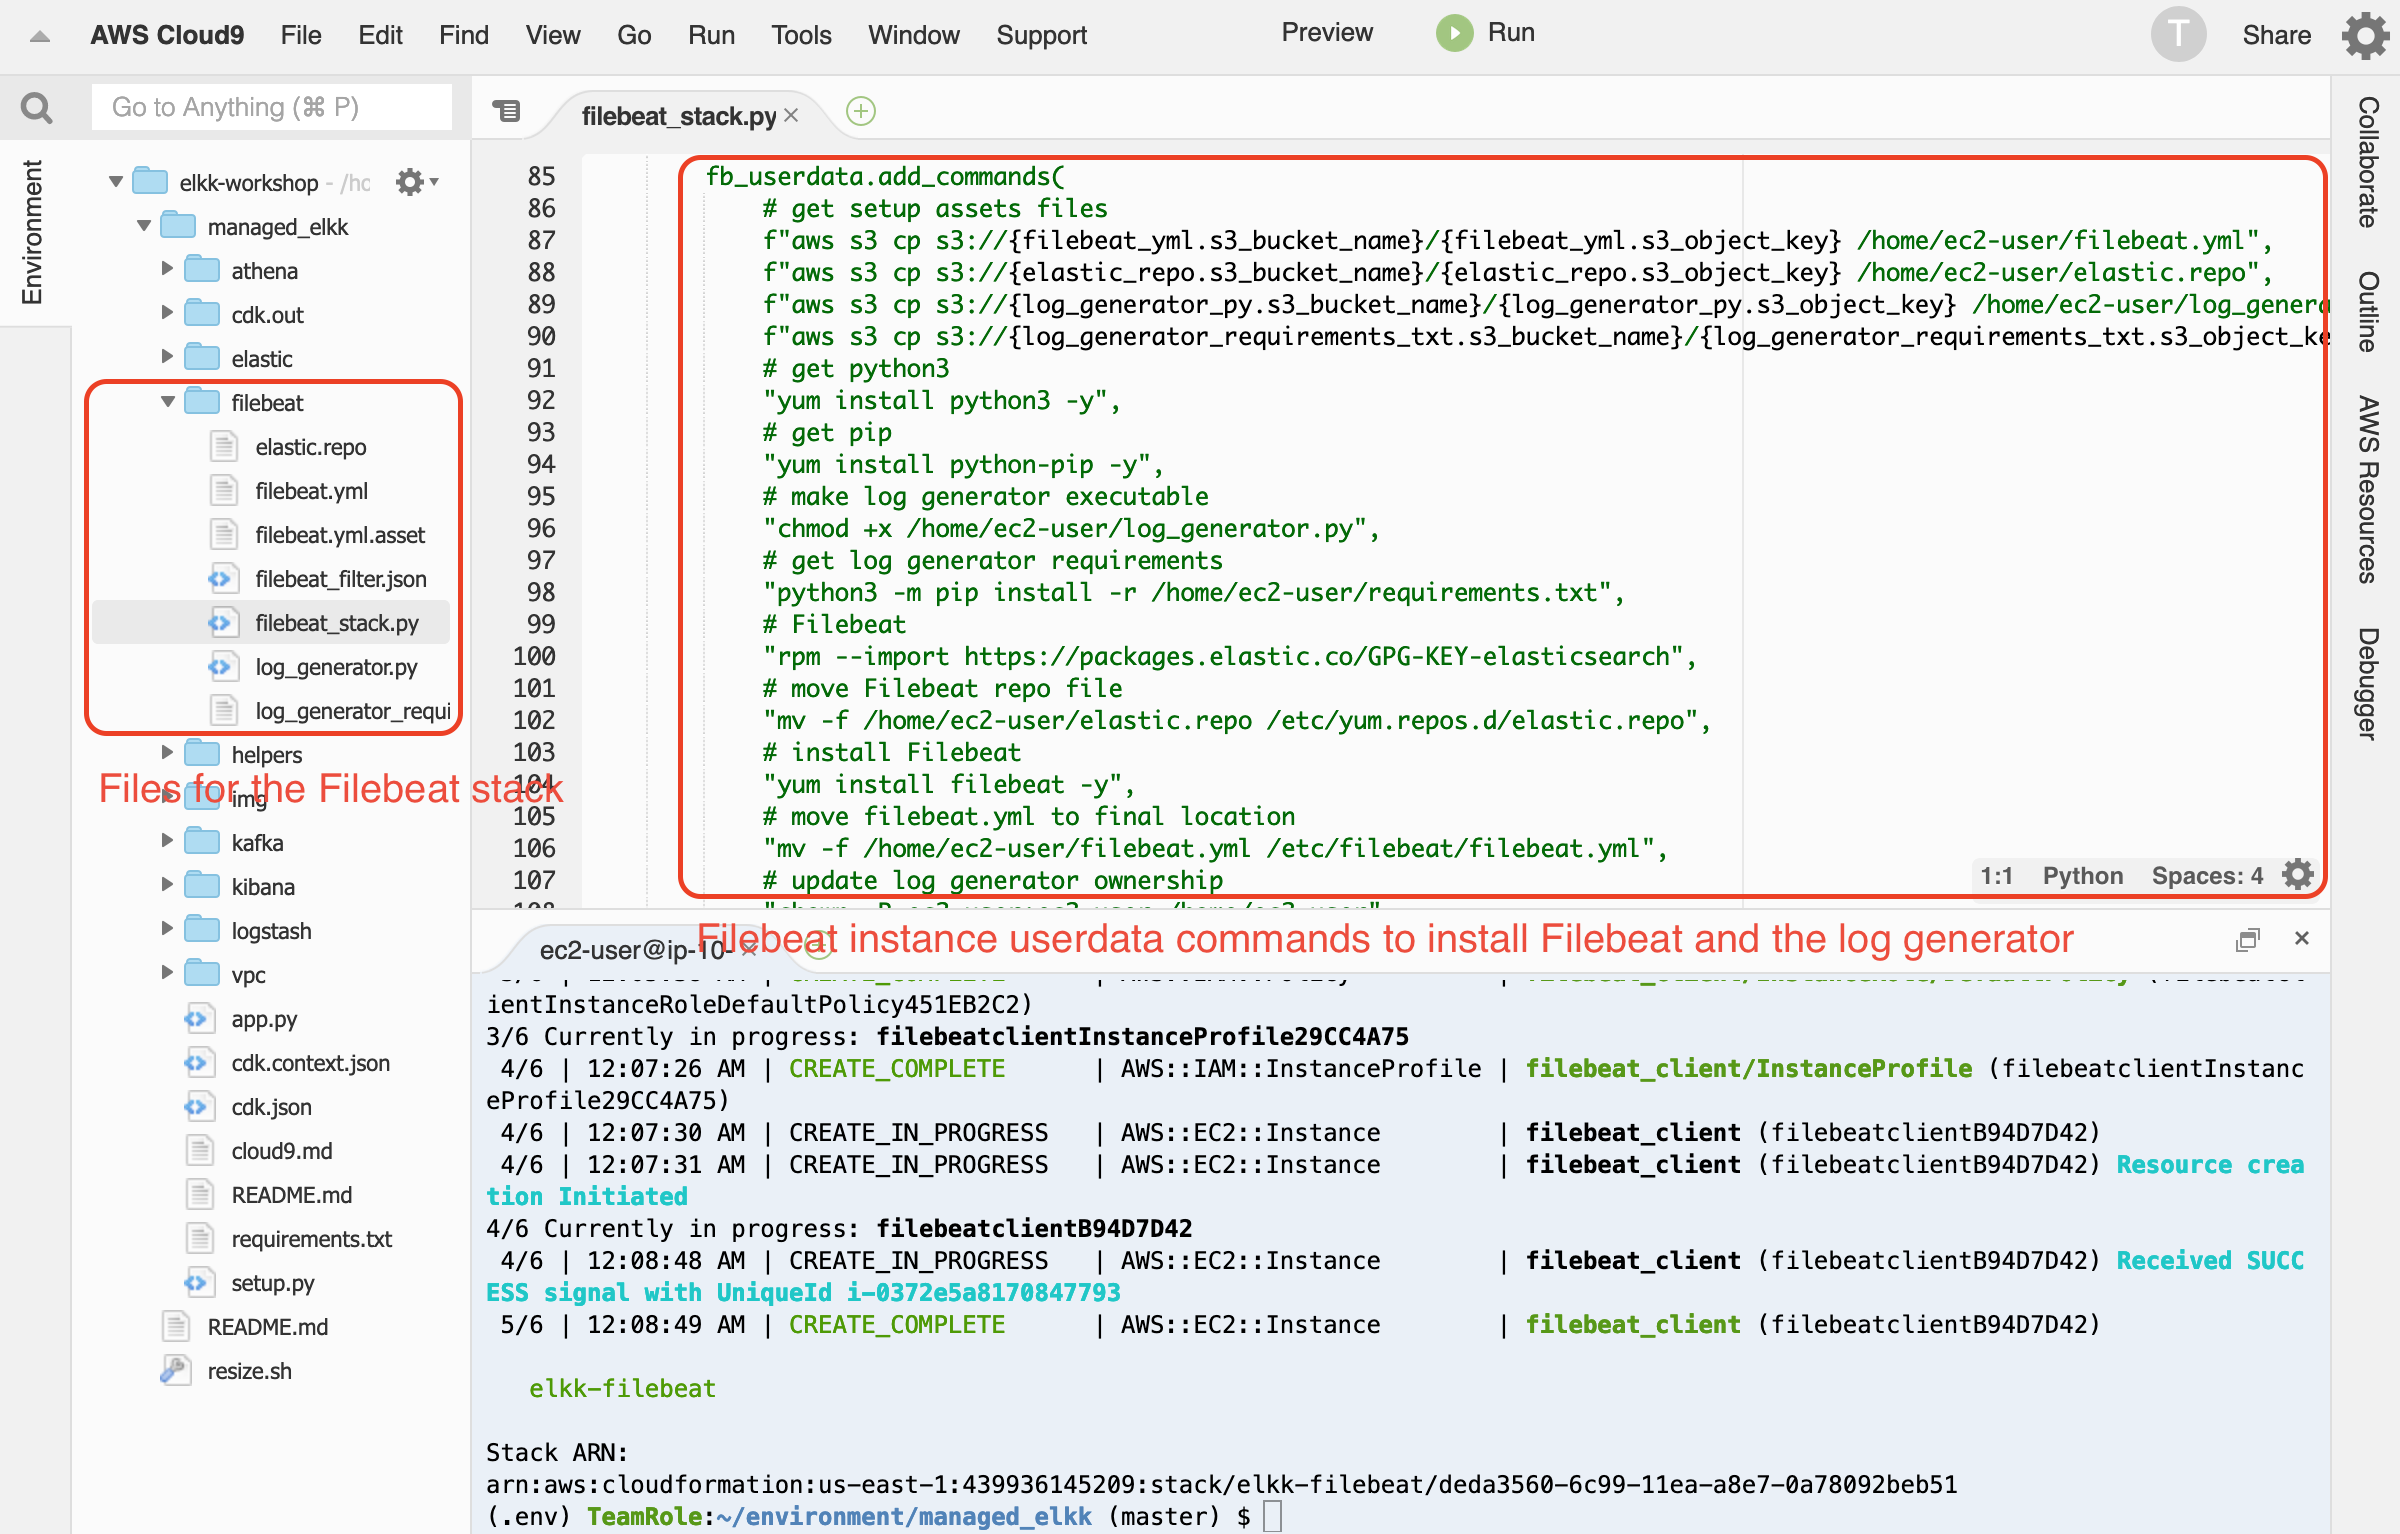 AWS Cloud9 File Edit Find View Go Run Tools Window Support Preview Run T Share
Go to Anything (⌘ P)
filebeat_stack.py
Environment
elkk-workshop - /ho
managed_elkk
athena
cdk.out
elastic
filebeat
elastic.repo
filebeat.yml
filebeat.yml.asset
filebeat_filter.json
filebeat_stack.py
log_generator.py
log_generator_requi
helpers
img
kafka
kibana
logstash
vpc
app.py
cdk.context.json
cdk.json
cloud9.md
README.md
requirements.txt
setup.py
README.md
resize.sh
Files for the Filebeat stack
85 fb_userdata.add_commands(
86 # get setup assets files
87 f"aws s3 cp s3://{filebeat_yml.s3_bucket_name}/{filebeat_yml.s3_object_key} /home/ec2-user/filebeat.yml",
88 f"aws s3 cp s3://{elastic_repo.s3_bucket_name}/{elastic_repo.s3_object_key} /home/ec2-user/elastic.repo",
89 f"aws s3 cp s3://{log_generator_py.s3_bucket_name}/{log_generator_py.s3_object_key} /home/ec2-user/log_genera
90 f"aws s3 cp s3://{log_generator_requirements_txt.s3_bucket_name}/{log_generator_requirements_txt.s3_object_ke
91 # get python3
92 "yum install python3 -y",
93 # get pip
94 "yum install python-pip -y",
95 # make log generator executable
96 "chmod +x /home/ec2-user/log_generator.py",
97 # get log generator requirements
98 "python3 -m pip install -r /home/ec2-user/requirements.txt",
99 # Filebeat
100 "rpm --import https://packages.elastic.co/GPG-KEY-elasticsearch",
101 # move Filebeat repo file
102 "mv -f /home/ec2-user/elastic.repo /etc/yum.repos.d/elastic.repo",
103 # install Filebeat
104 "yum install filebeat -y",
105 # move filebeat.yml to final location
106 "mv -f /home/ec2-user/filebeat.yml /etc/filebeat/filebeat.yml",
107 # update log generator ownership
1:1 Python Spaces: 4
Collaborate
Outline
AWS Resources
Debugger
ec2-user@ip-10-
Filebeat instance userdata commands to install Filebeat and the log generator
ientInstanceRoleDefaultPolicy451EB2C2)
3/6 Currently in progress: filebeatclientInstanceProfile29CC4A75
4/6 | 12:07:26 AM | CREATE_COMPLETE | AWS::IAM::InstanceProfile | filebeat_client/InstanceProfile (filebeatclientInstanc
eProfile29CC4A75)
4/6 | 12:07:30 AM | CREATE_IN_PROGRESS | AWS::EC2::Instance | filebeat_client (filebeatclientB94D7D42)
4/6 | 12:07:31 AM | CREATE_IN_PROGRESS | AWS::EC2::Instance | filebeat_client (filebeatclientB94D7D42) Resource crea
tion Initiated
4/6 Currently in progress: filebeatclientB94D7D42
4/6 | 12:08:48 AM | CREATE_IN_PROGRESS | AWS::EC2::Instance | filebeat_client (filebeatclientB94D7D42) Received SUCC
ESS signal with UniqueId i-0372e5a8170847793
5/6 | 12:08:49 AM | CREATE_COMPLETE | AWS::EC2::Instance | filebeat_client (filebeatclientB94D7D42)
elkk-filebeat
Stack ARN:
arn:aws:cloudformation:us-east-1:439936145209:stack/elkk-filebeat/deda3560-6c99-11ea-a8e7-0a78092beb51
(.env) TeamRole:~/environment/managed_elkk (master) $